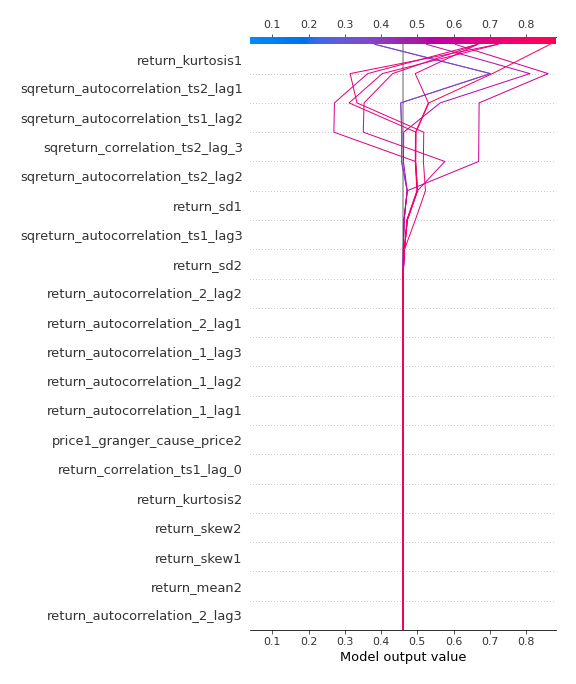 0.1 0.2 0.3 0.4 0.5 0.6 0.7 0.8
return_kurtosis1
sqreturn_autocorrelation_ts2_lag1
sqreturn_autocorrelation_ts1_lag2
sqreturn_correlation_ts2_lag_3
sqreturn_autocorrelation_ts2_lag2
return_sd1
sqreturn_autocorrelation_ts1_lag3
return_sd2
return_autocorrelation_2_lag2
return_autocorrelation_2_lag1
return_autocorrelation_1_lag3
return_autocorrelation_1_lag2
return_autocorrelation_1_lag1
price1_granger_cause_price2
return_correlation_ts1_lag_0
return_kurtosis2
return_skew2
return_skew1
return_mean2
return_autocorrelation_2_lag3
0.1 0.2 0.3 0.4 0.5 0.6 0.7 0.8
Model output value